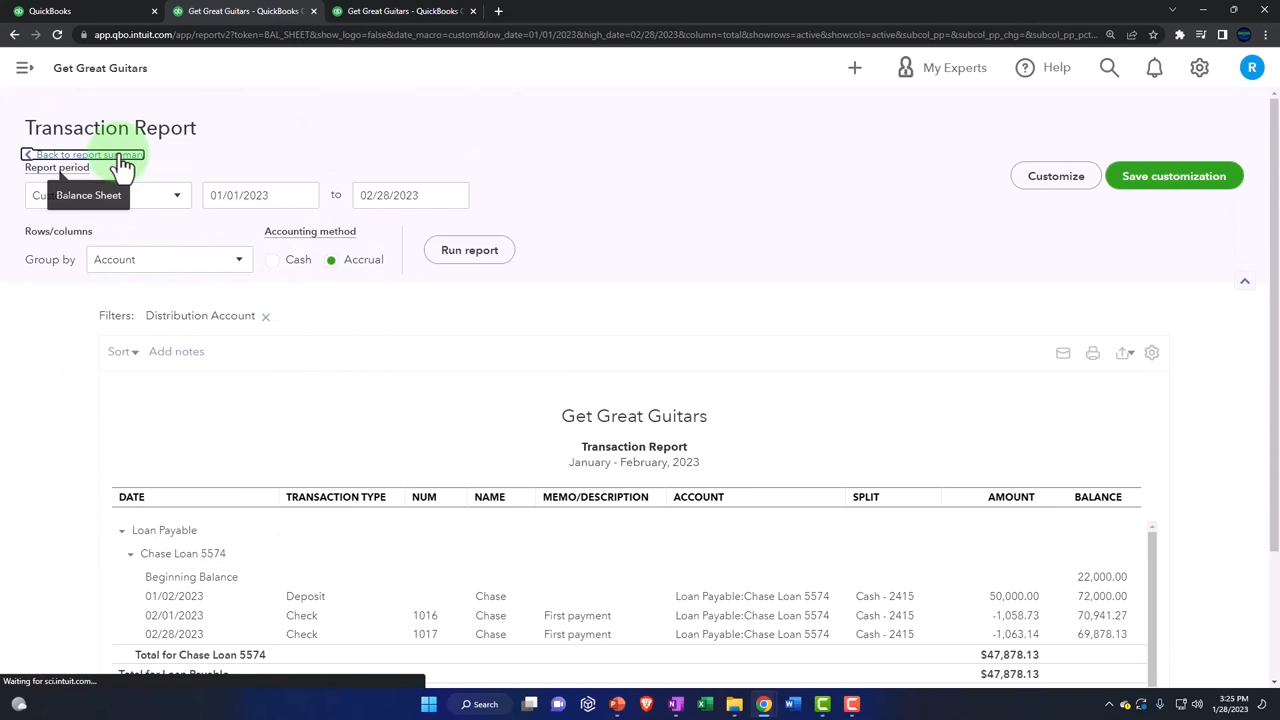 QuickBooks
Get Great Guitars - QuickBooks C
Get Great Guitars - QuickBooks C
app.qbo.intuit.com/app/reportv2?token=BAL_SHEET&show_logo=false&date_macro=custom&low_date=01/01/2023&high_date=02/28/2023&column=total&showrows=active&showcols=active&subcol_pp=&subcol_pp_chg=&subcol_pp_pc...
Get Great Guitars
My Experts
Help
R
Transaction Report
Back to report summary
Report period
Balance Sheet
01/01/2023
to
02/28/2023
Customize
Save customization
Rows/columns
Accounting method
Group by
Account
Cash
Accrual
Run report
Filters: Distribution Account
Sort
Add notes
Get Great Guitars
Transaction Report
January - February, 2023
DATE TRANSACTION TYPE NUM NAME MEMO/DESCRIPTION ACCOUNT SPLIT AMOUNT BALANCE
Loan Payable
Chase Loan 5574
Beginning Balance 22,000.00
01/02/2023 Deposit Chase Loan Payable:Chase Loan 5574 Cash - 2415 50,000.00 72,000.00
02/01/2023 Check 1016 Chase First payment Loan Payable:Chase Loan 5574 Cash - 2415 -1,058.73 70,941.27
02/28/2023 Check 1017 Chase First payment Loan Payable:Chase Loan 5574 Cash - 2415 -1,063.14 69,878.13
Total for Chase Loan 5574 $47,878.13
Total for Loan Payable $47,878.13
Waiting for sci.intuit.com...
Search
3:25 PM
1/28/2023